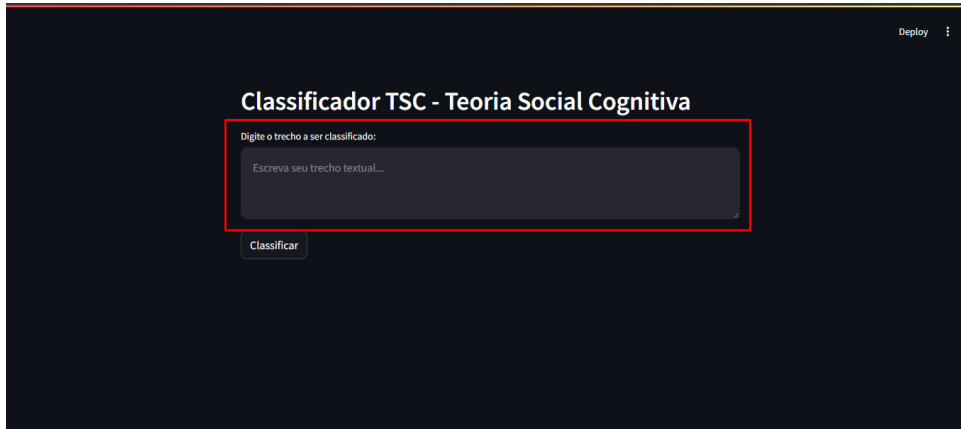 Deploy
Classificador TSC - Teoria Social Cognitiva
Digite o trecho a ser classificado:
Escreva seu trecho textual...
Classificar